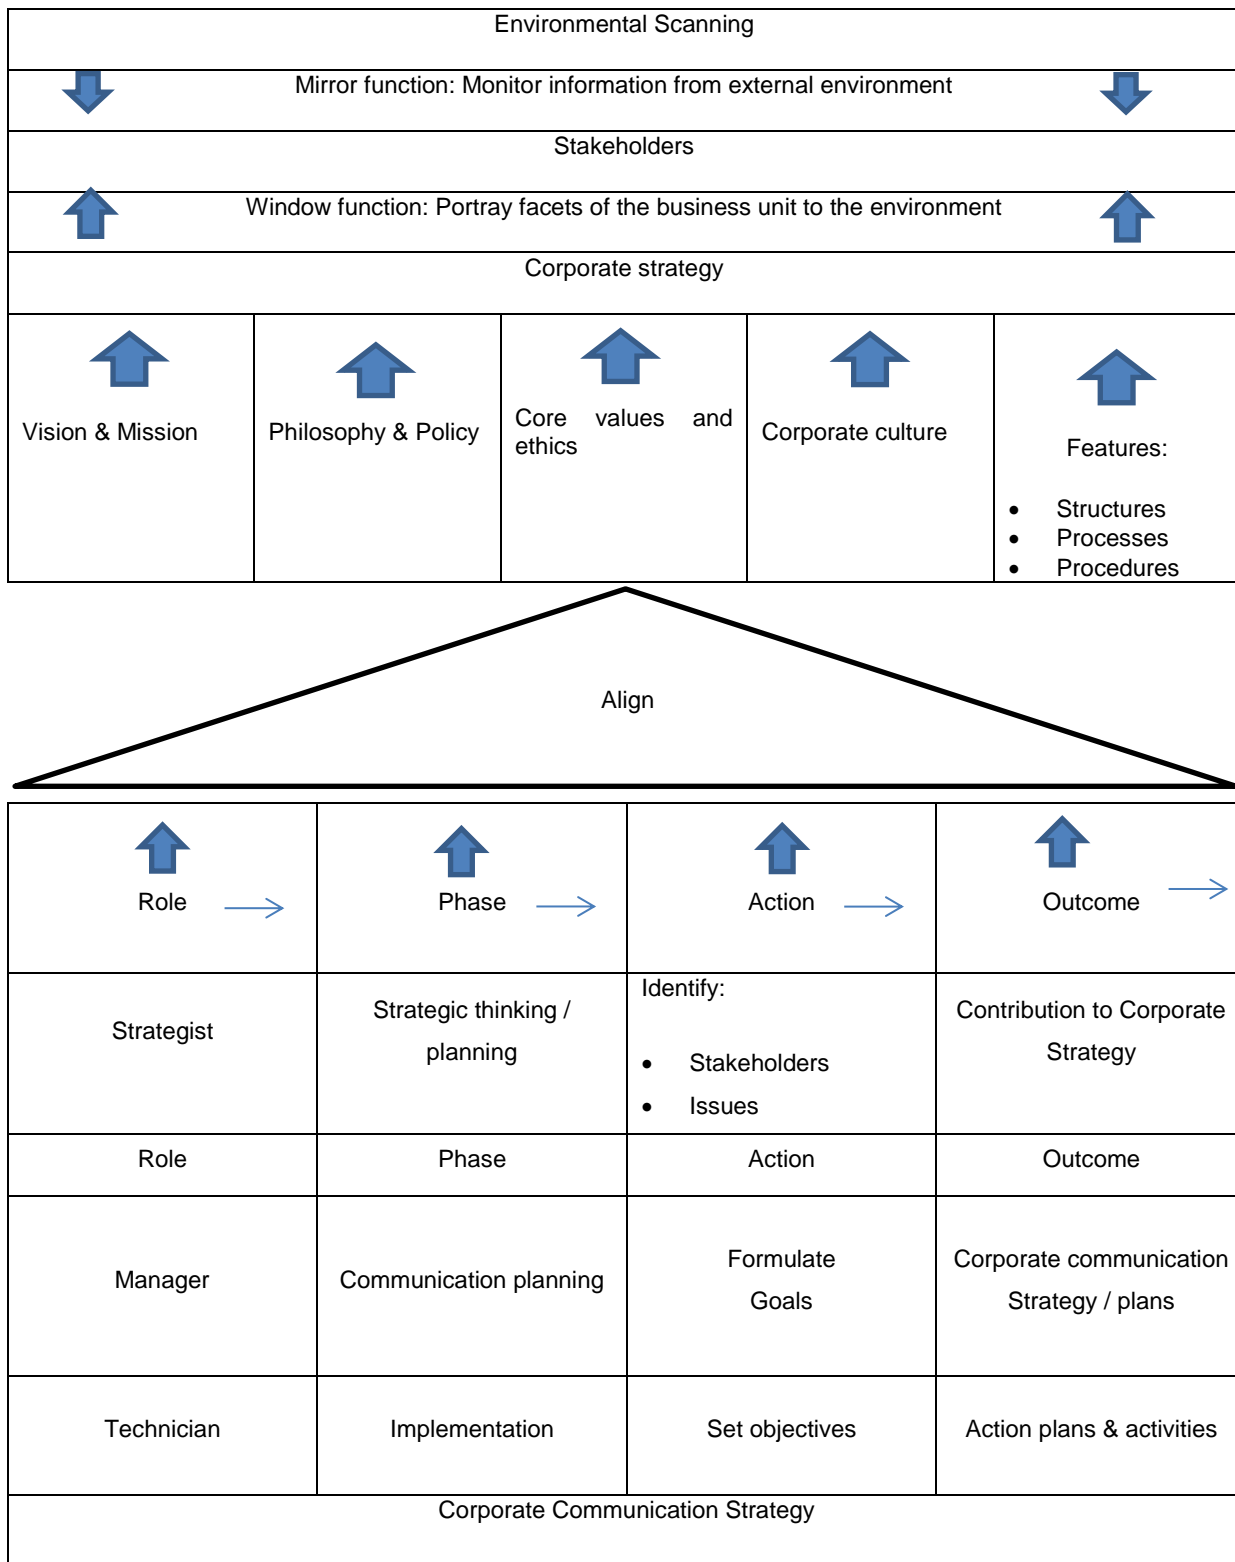 Environmental Scanning
Mirror function: Monitor information from external environment
Stakeholders
Window function: Portray facets of the business unit to the environment
Corporate strategy
Vision & Mission
Philosophy & Policy
Core values and
ethics
Corporate culture
Features:
• Structures
• Processes
• Procedures
Align
Role
Phase
Action
Outcome
Strategist
Strategic thinking /
planning
Identify:
• Stakeholders
• Issues
Contribution to Corporate
Strategy
Role
Phase
Action
Outcome
Manager
Communication planning
Formulate
Goals
Corporate communication
Strategy / plans
Technician
Implementation
Set objectives
Action plans & activities
Corporate Communication Strategy